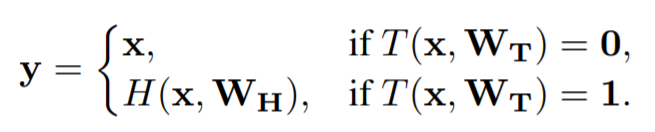 y = { x, if T(x, W_T) = 0,
H(x, W_H), if T(x, W_T) = 1.